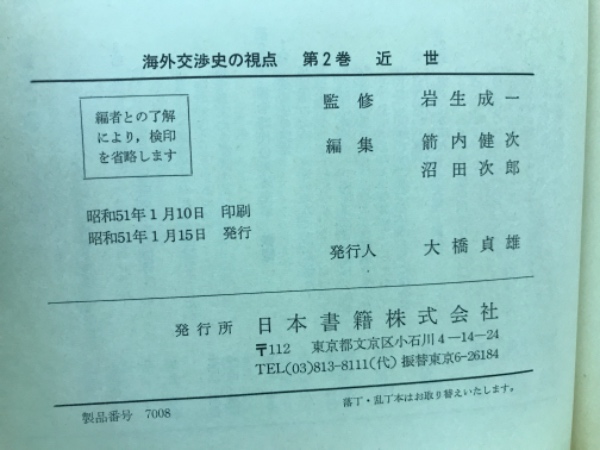 海外交渉史の視点　第2巻　近　世
編者との了解
により，検印
を省略します
監　修　岩生成一
編　集　箭内健次
沼田次郎
昭和51年1月10日　印刷
昭和51年1月15日　発行
発行人　大橋貞雄
発行所　日本書籍株式会社
〒112　東京都文京区小石川4－14－24
TEL(03)813-8111(代)振替東京6-26184
製品番号　7008
落丁・乱丁本はお取り替えいたします。